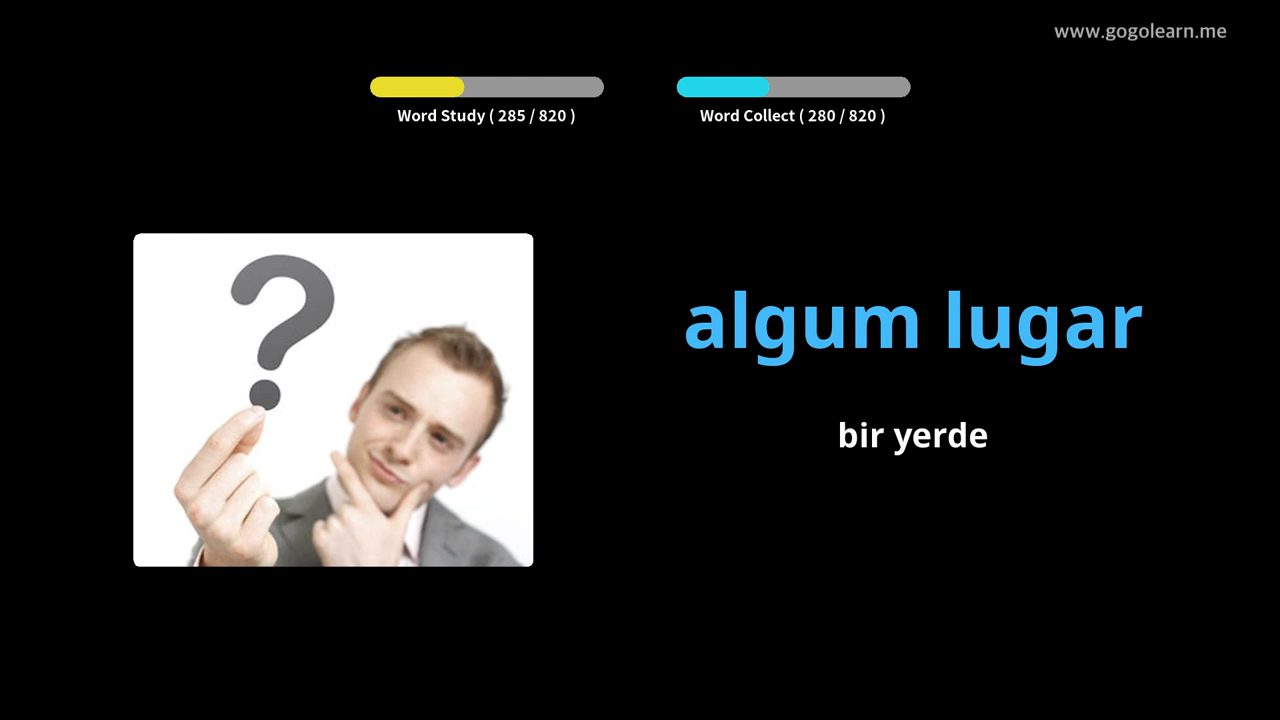 www.gogolearn.me
Word Study ( 285 / 820 )
Word Collect ( 280 / 820 )
algum lugar
bir yerde